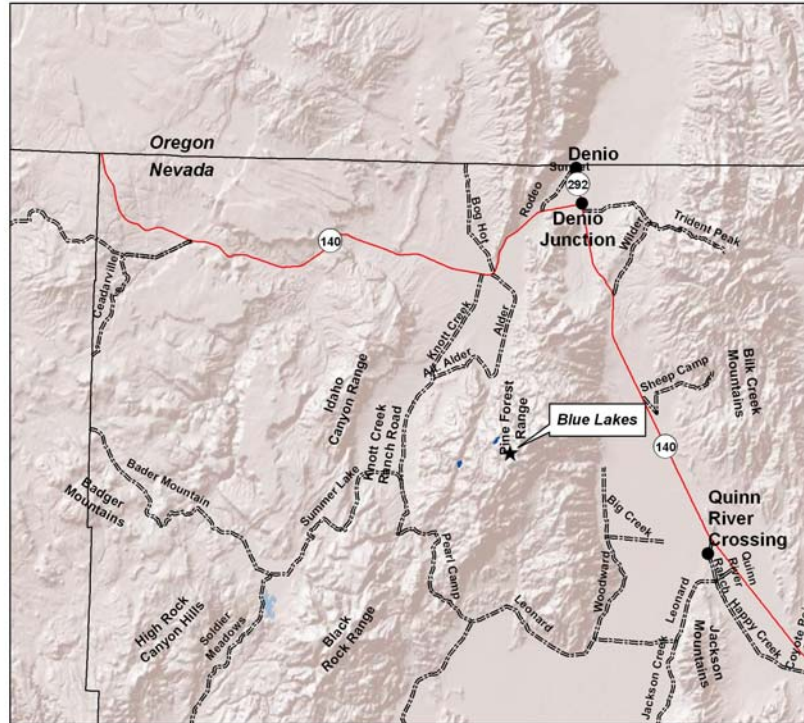 Oregon
Nevada
Denio
Sunset
292
Rodeo
Bog Hot
Denio
Junction
Wilder
Trident Peak
140
Ceadarville
Knott Creek
Alder
Alt. Alder
Sheep Camp
Bilk Creek
Mountains
Idaho
Canyon Range
Knott Creek
Ranch Road
Pine Forest
Range
Blue Lakes
140
Bader Mountain
Badger
Mountains
Summer Lake
Big Creek
Quinn
River
Crossing
Pearl Camp
Woodward
Leonard
Leonard
Quinn
River
Ranch
Happy Creek
High Rock
Canyon Hills
Soldier
Meadows
Black
Rock Range
Jackson Creek
Jackson
Mountains